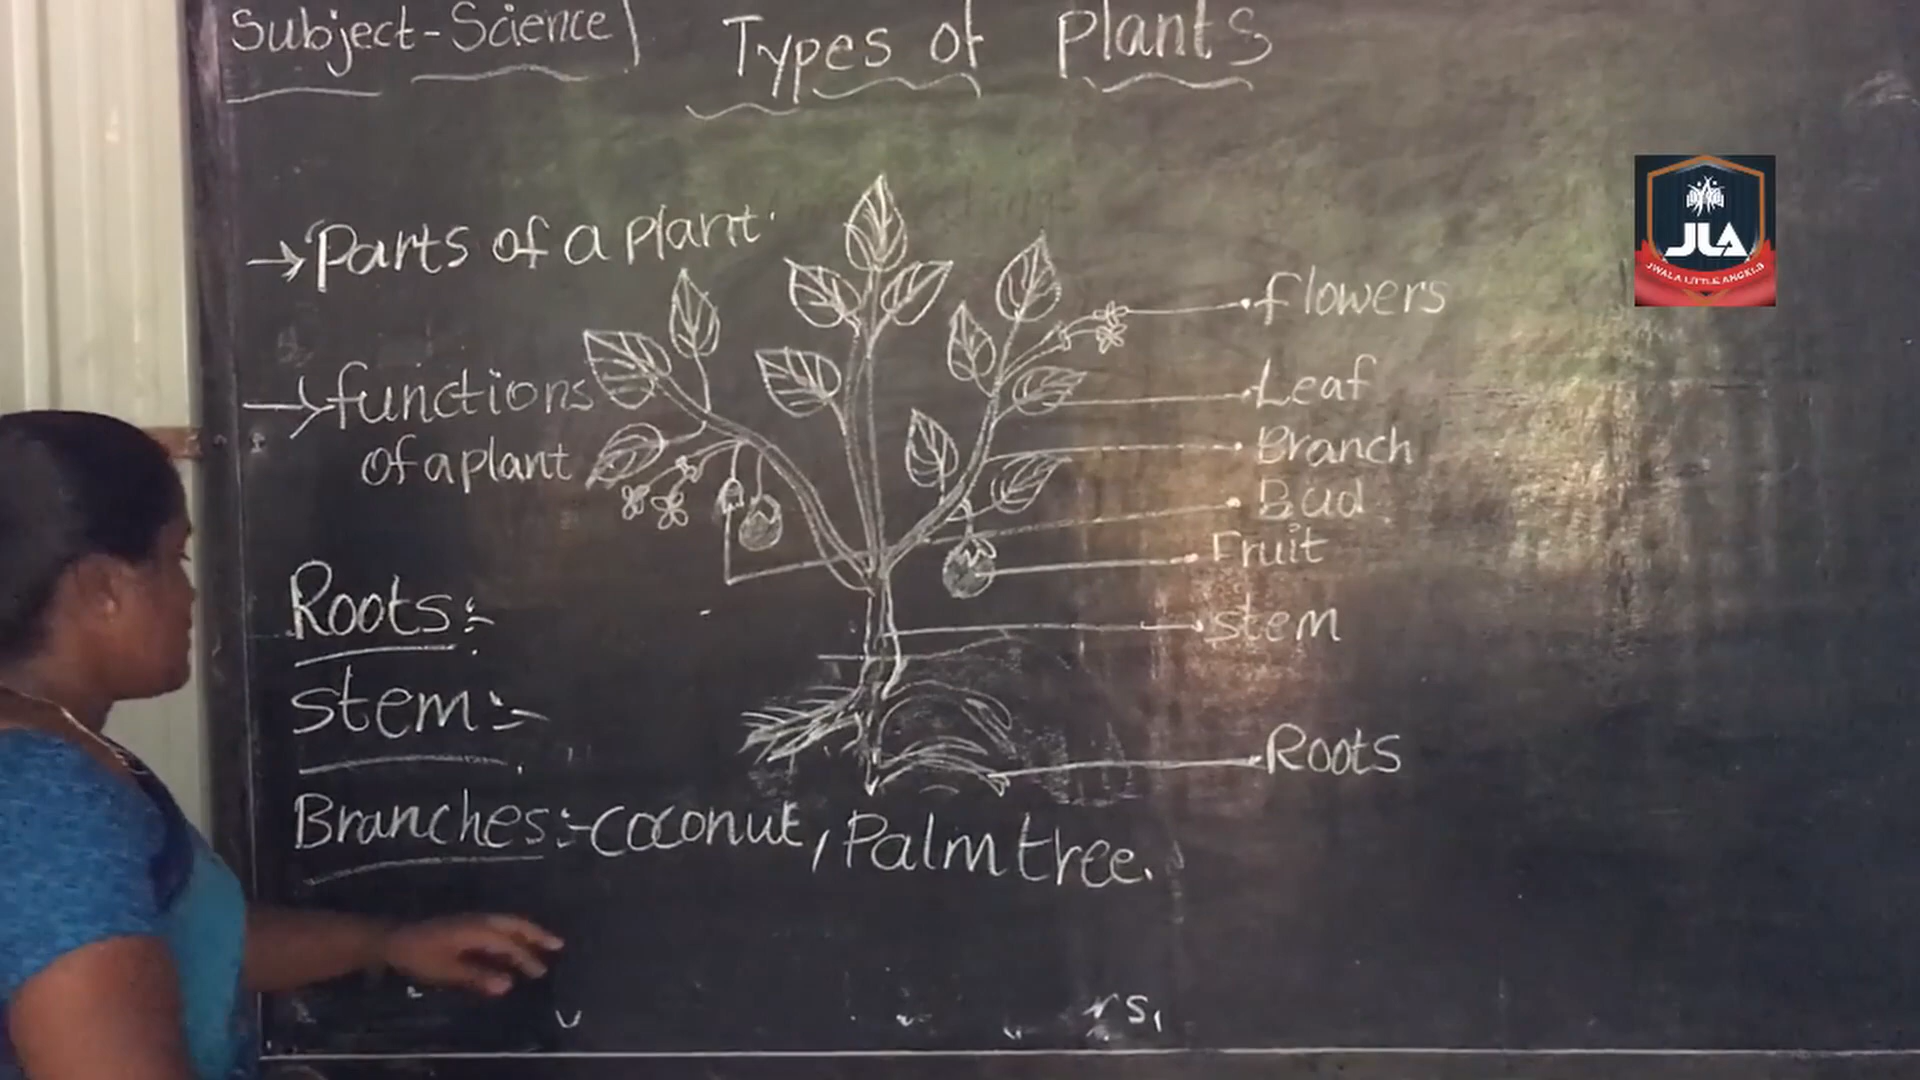 Subject-Science
Types of Plants
→ Parts of a plant
→ functions
of a plant
flowers
Leaf
Branch
Bud
Fruit
stem
Roots
Roots:-
stem:-
Branches:-coconut, Palm tree.
JLA
JWALA LITTLE ANGELS